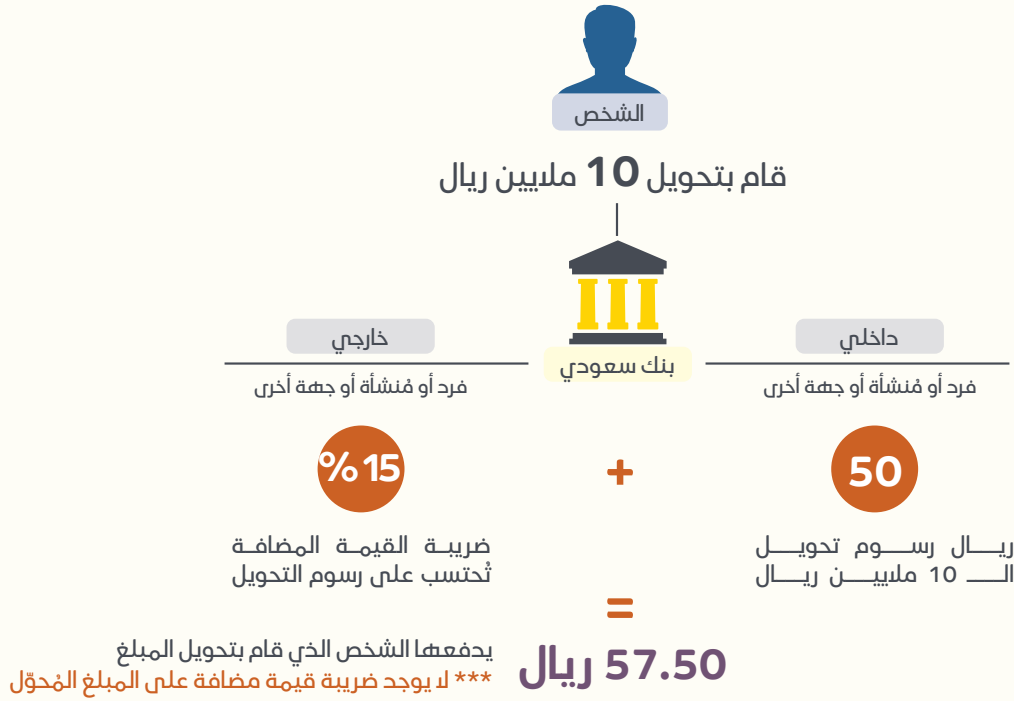 الشخص
قام بتحويل 10 ملايين ريال
بنك سعودي
داخلي
فرد أو مُنشأة أو جهة أخرى
خارجي
فرد أو مُنشأة أو جهة أخرى
50
ريال رسوم تحويل
الـ 10 ملايين ريال
+
%15
ضريبة القيمة المضافة
تُحتسب على رسوم التحويل
=
57.50 ريال
يدفعها الشخص الذي قام بتحويل المبلغ
*** لا يوجد ضريبة قيمة مضافة على المبلغ المُحوّل